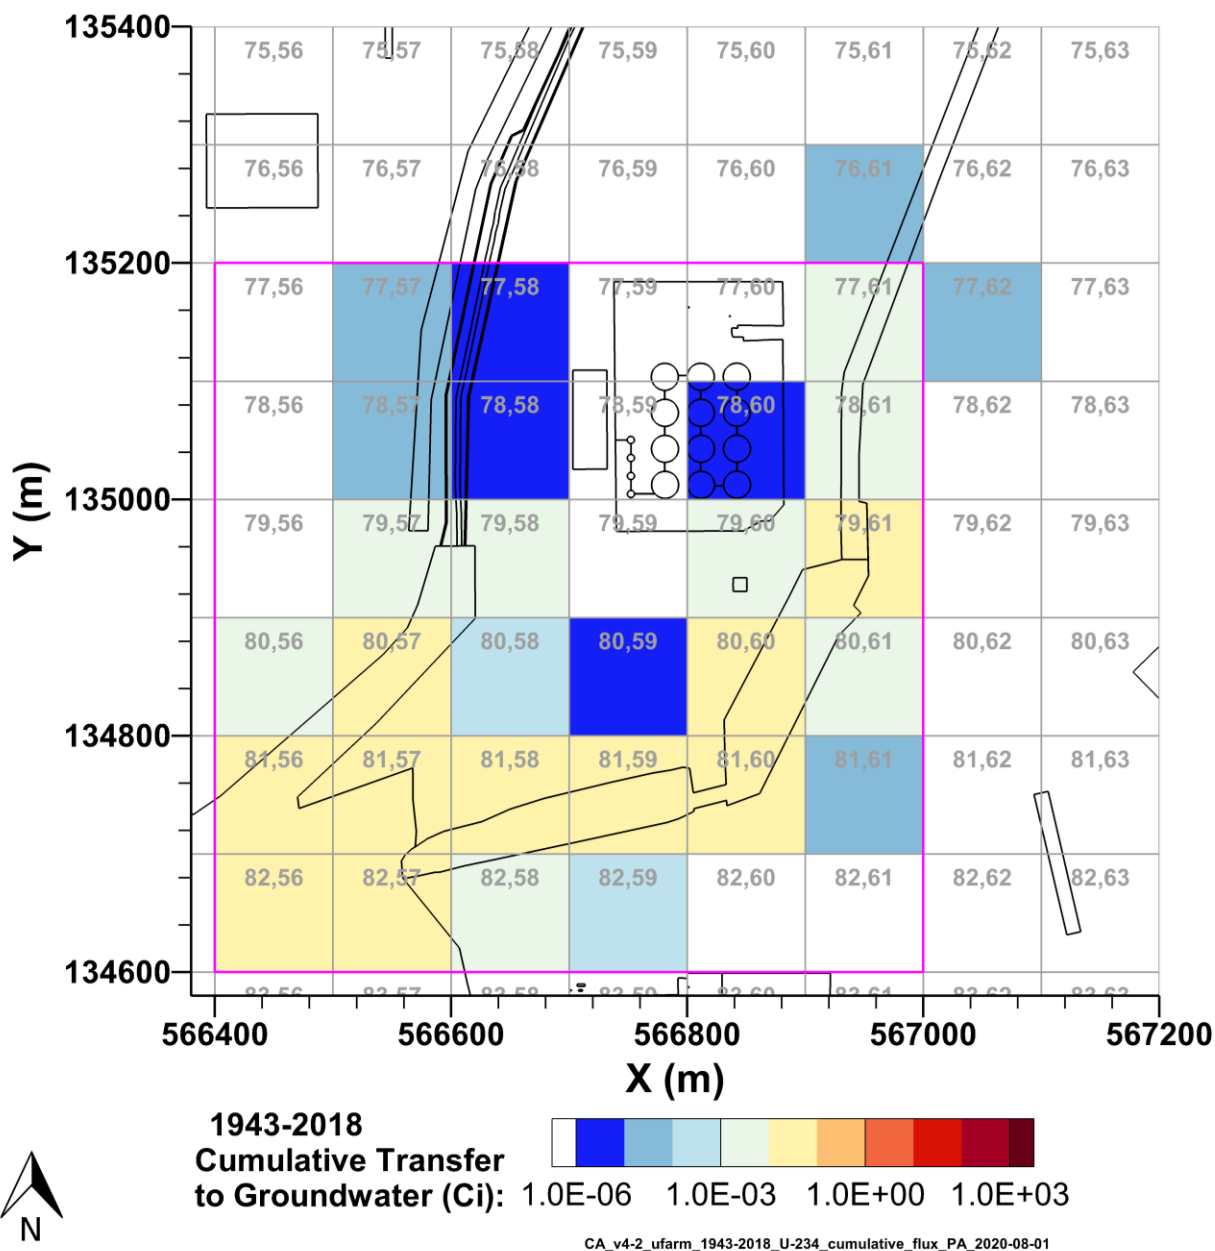 135400
75,56 75,57 75,58 75,59 75,60 75,61 75,62 75,63
76,56 76,57 76,58 76,59 76,60 76,61 76,62 76,63
135200
77,56 77,57 77,58 77,59 77,60 77,61 77,62 77,63
78,56 78,57 78,58 78,59 78,60 78,61 78,62 78,63
135000
79,56 79,57 79,58 79,59 79,60 79,61 79,62 79,63
Y (m)
80,56 80,57 80,58 80,59 80,60 80,61 80,62 80,63
134800
81,56 81,57 81,58 81,59 81,60 81,61 81,62 81,63
82,56 82,57 82,58 82,59 82,60 82,61 82,62 82,63
134600
566400 566600 566800 567000 567200
X (m)
1943-2018
Cumulative Transfer
to Groundwater (Ci): 1.0E-06 1.0E-03 1.0E+00 1.0E+03
N
CA_v4-2_ufarm_1943-2018_U-234_cumulative_flux_PA_2020-08-01